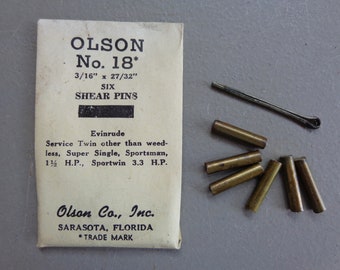 OLSON
No. 18*
3/16" x 27/32"
SIX
SHEAR PINS
Evinrude
Service Twin other than weed-
less, Super Single, Sportsman,
1½ H.P., Sportwin 3.3 H.P.
Olson Co., Inc.
SARASOTA, FLORIDA
*TRADE MARK